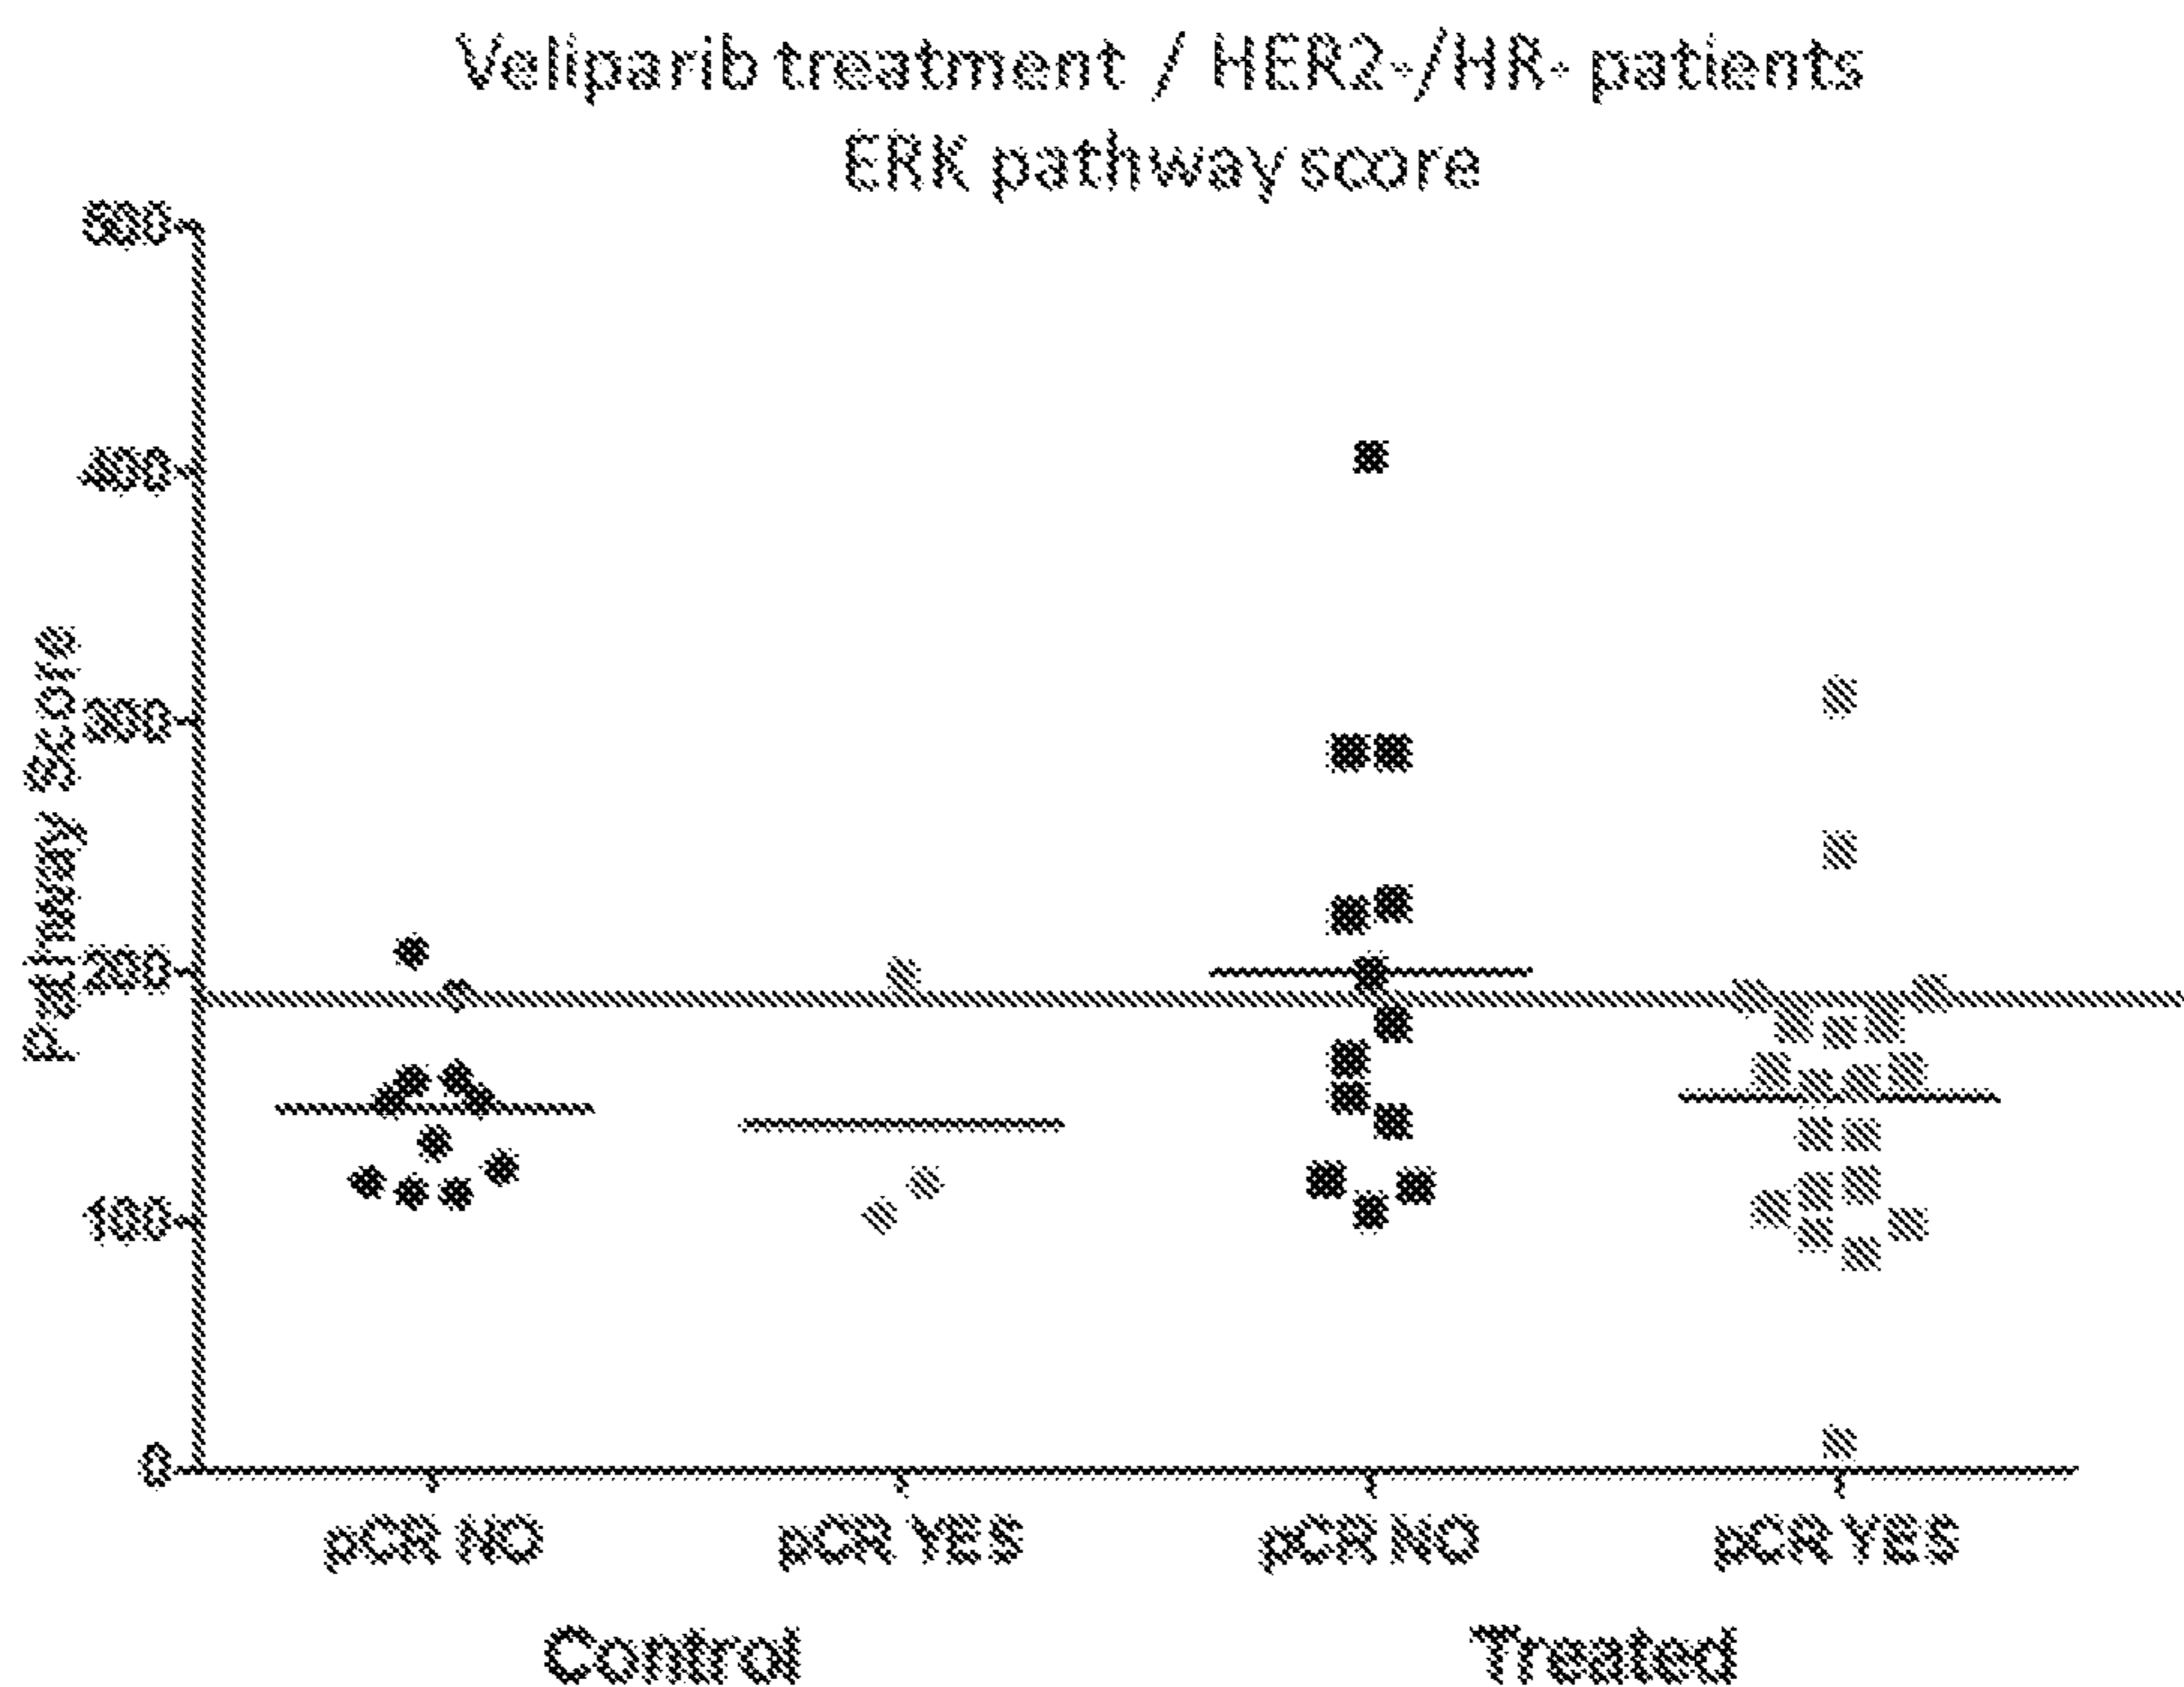 Veliparib treatment / HER2-/HR- patients
ERK pathway score
Pathway Score
500
400
300
200
100
0
pCR NO
pCR YES
pCR NO
pCR YES
Control
Treated